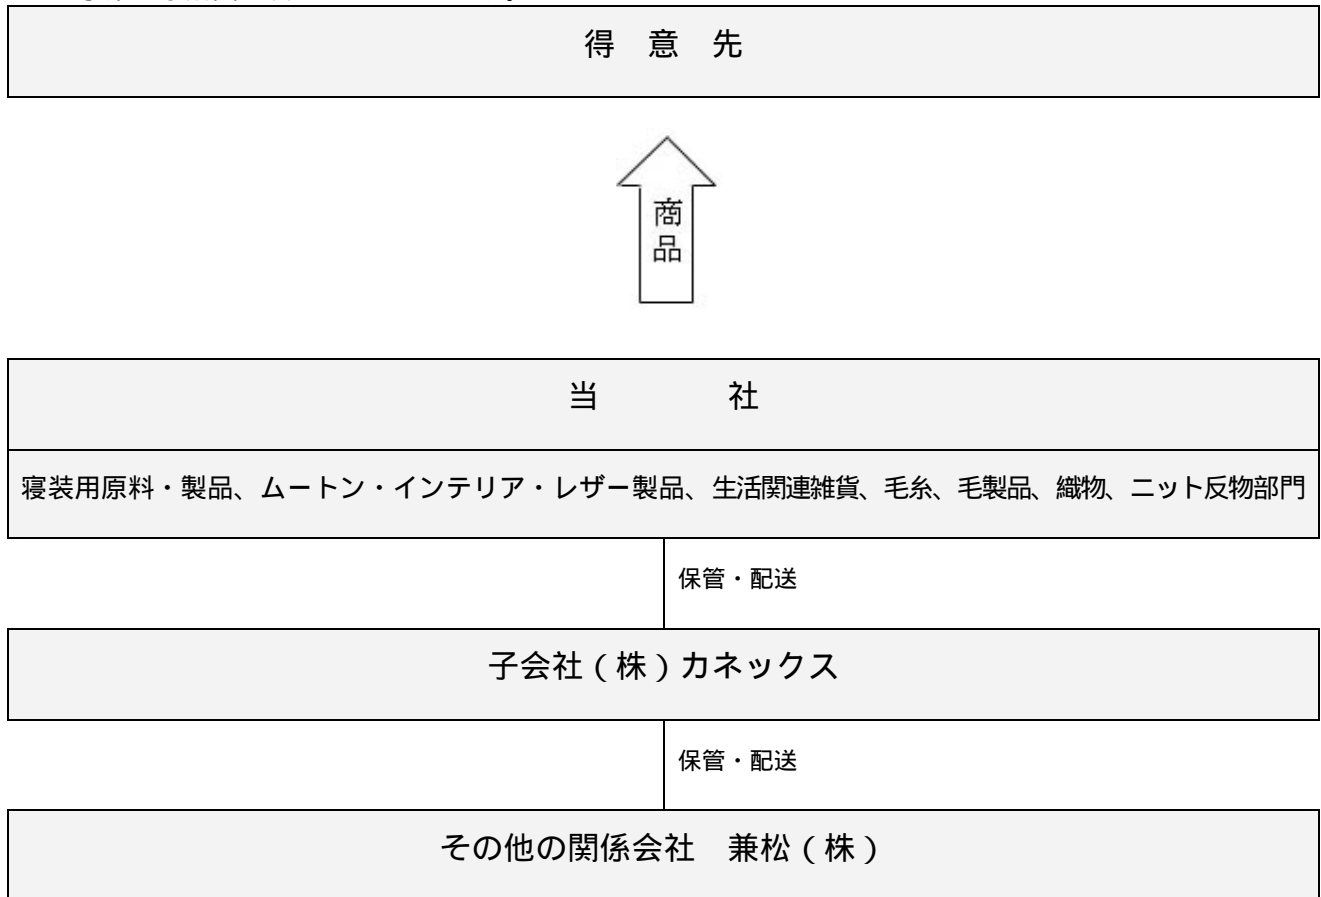 得　意　先
商
品
当　　　　社
寝装用原料・製品、ムートン・インテリア・レザー製品、生活関連雑貨、毛糸、毛製品、織物、ニット反物部門
保管・配送
子会社（株）カネックス
保管・配送
その他の関係会社　兼松（株）